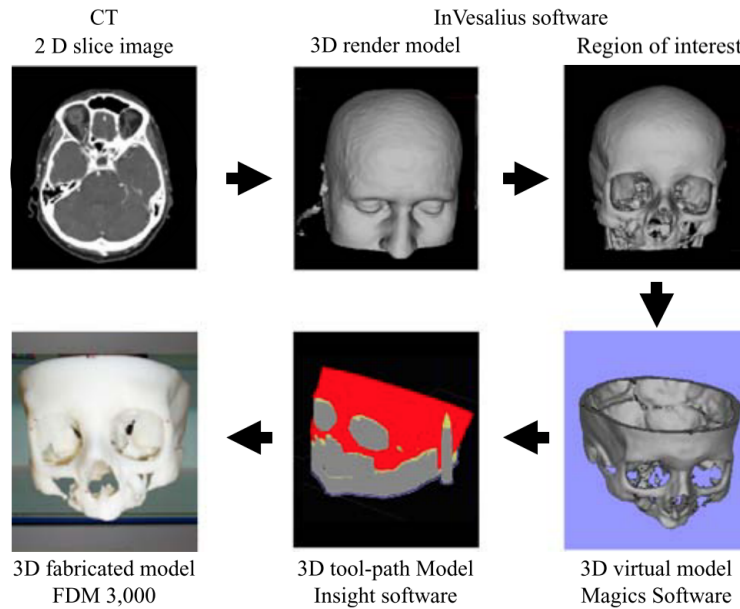 CT
InVesalius software
2 D slice image
3D render model
Region of interest
3D fabricated model
FDM 3,000
3D tool-path Model
Insight software
3D virtual model
Magics Software